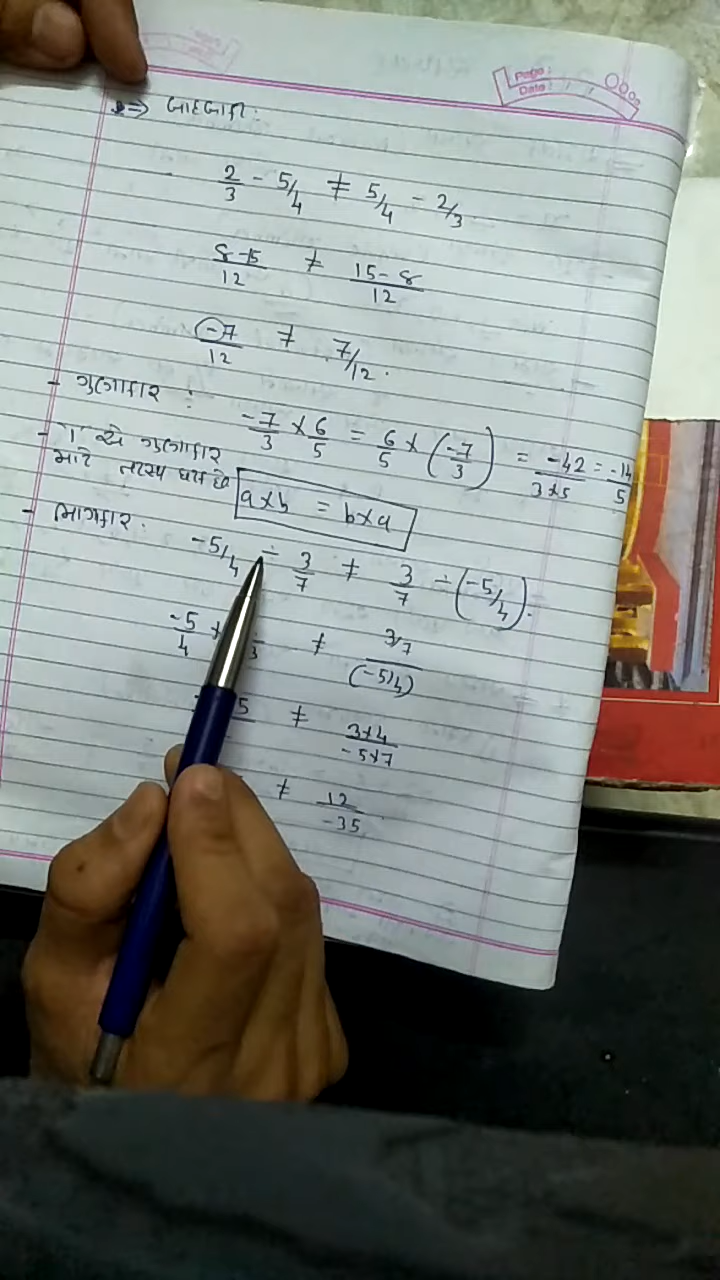 Page :
Date : / /
⇒ બાદબાકી :
2/3 - 5/4 ≠ 5/4 - 2/3
8-15/12 ≠ 15-8/12
-7/12 ≠ 7/12.
- ગુણાકાર : -7/3 × 6/5 = 6/5 × (-7/3) = -42/3×5 = -14/5
- 1 એ ગુણાકાર
માટે તટસ્થ ઘટક છે
a×b = b×a
- ભાગાકાર. -5/4 ÷ 3/7 ≠ 3/7 ÷ (-5/4).
-5/4 × /3 ≠ 3/7/(-5/4)
5 ≠ 3×4/-5×7
≠ 12/-35